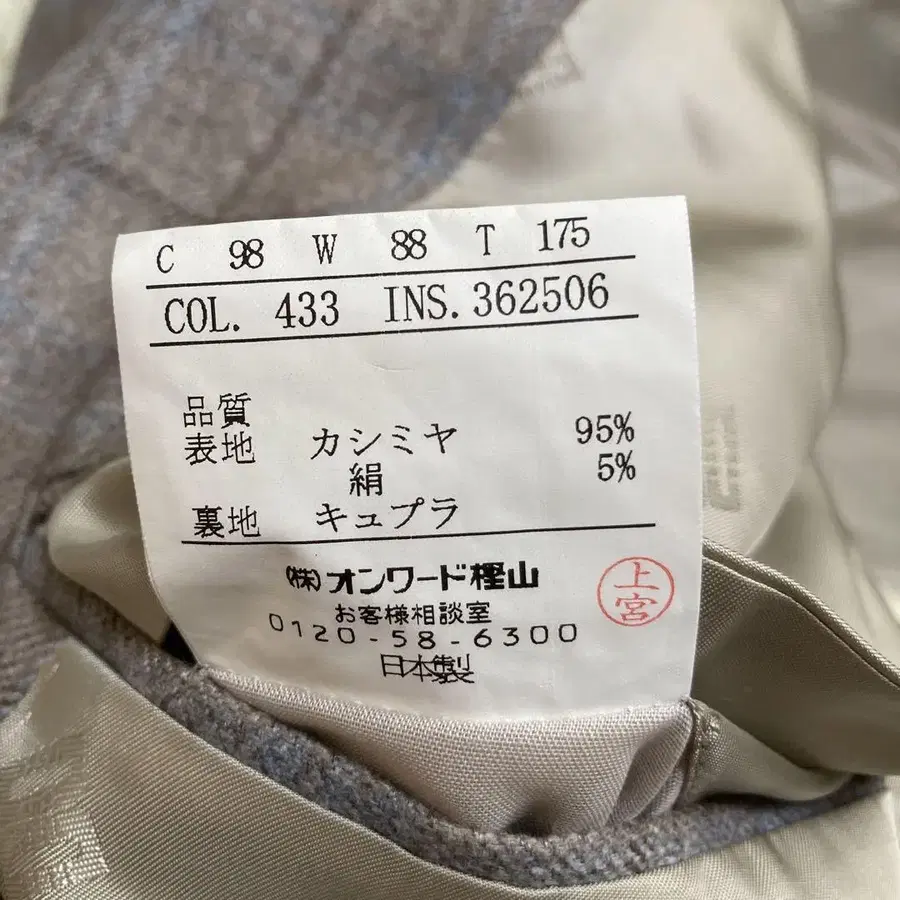 C 98 W 88 T 175
COL. 433 INS. 362506
品質
表地 カシミヤ 95%
絹 5%
裏地 キュプラ
(株)オンワード樫山
上宮
お客様相談室
0120-58-6300
日本製